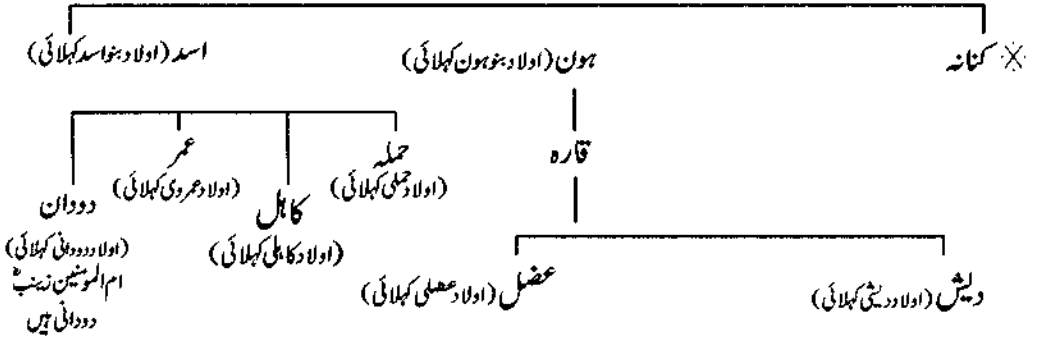 ※ کنانہ
ہون (اولاد بنوہون کہلائی)
اسد (اولاد بنواسد کہلائی)
قارہ
حملہ
(اولاد حملی کہلائی)
کاہل
(اولاد کاہلی کہلائی)
عمر
(اولاد عمروی کہلائی)
دودان
(اولاد دودانی کہلائی)
ام المومنین زینبؓ
دودانی ہیں
دیش (اولاد دیشی کہلائی)
عضل (اولاد عضلی کہلائی)